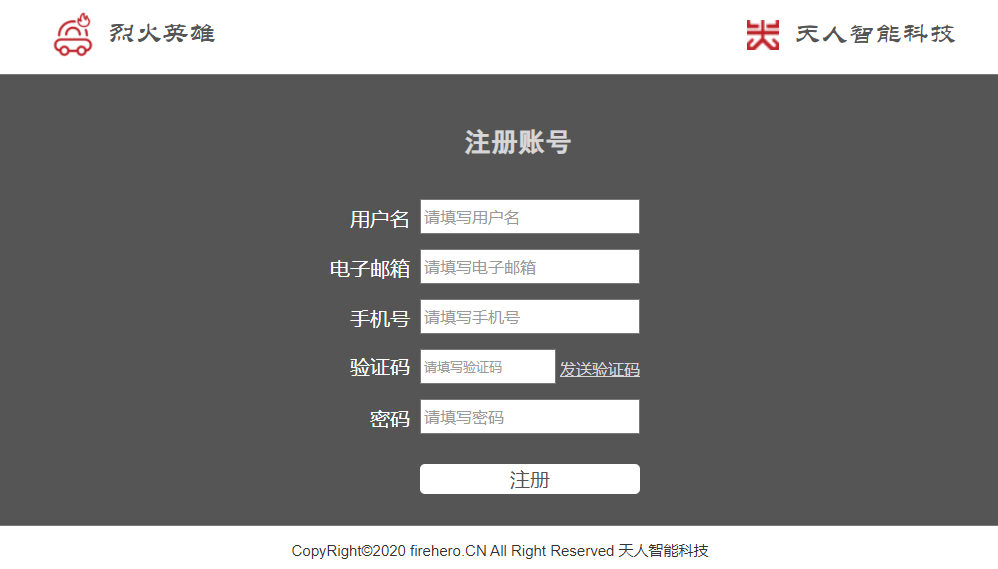 烈火英雄 天人智能科技
注册账号
用户名 请填写用户名
电子邮箱 请填写电子邮箱
手机号 请填写手机号
验证码 请填写验证码 发送验证码
密码 请填写密码
注册
CopyRight©2020 firehero.CN All Right Reserved 天人智能科技